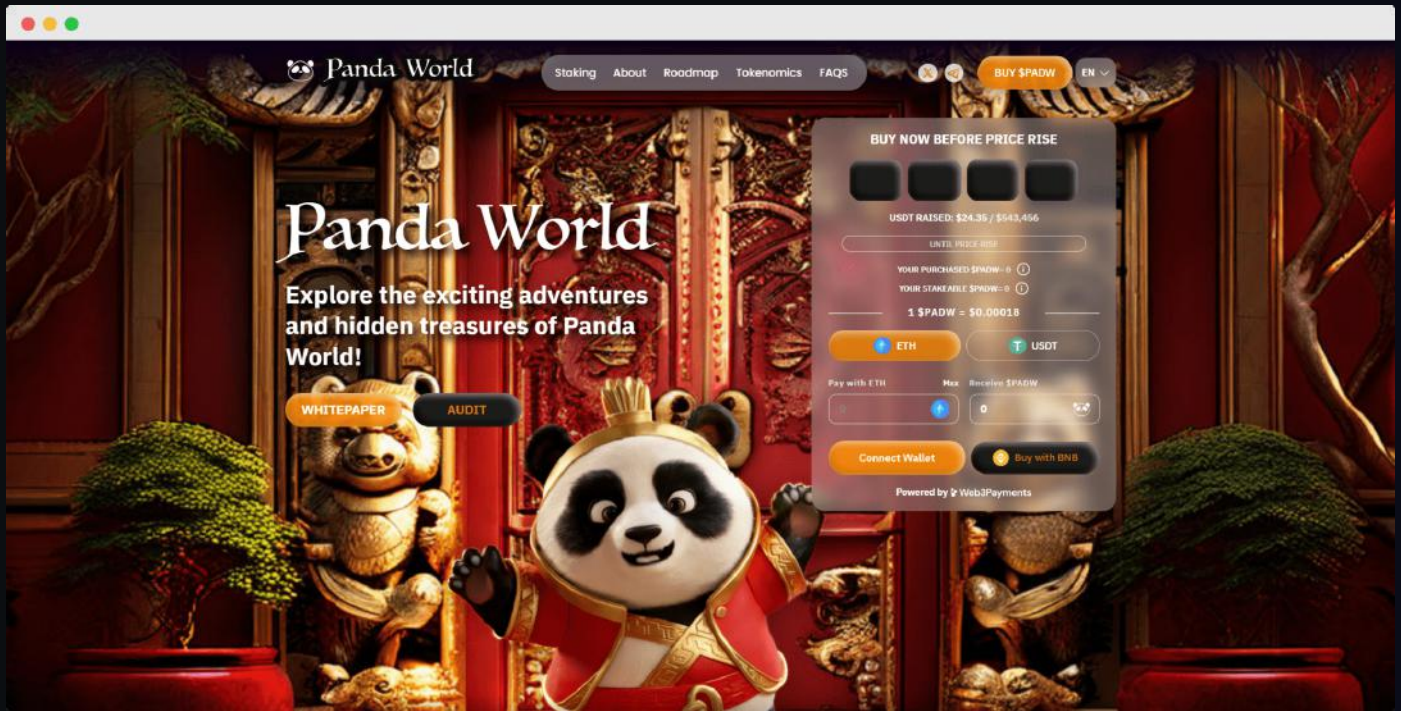 Panda World
Staking About Roadmap Tokenomics FAQS
BUY $PADW
EN
Panda World
Explore the exciting adventures
and hidden treasures of Panda
World!
WHITEPAPER
AUDIT
BUY NOW BEFORE PRICE RISE
USDT RAISED: $24.35 / $543,456
UNTIL PRICE RISE
YOUR PURCHASED $PADW= 0
YOUR STAKEABLE $PADW= 0
1 $PADW = $0.00018
ETH
USDT
Pay with ETH Max Receive $PADW
0
0
Connect Wallet
Buy with BNB
Powered by Web3Payments